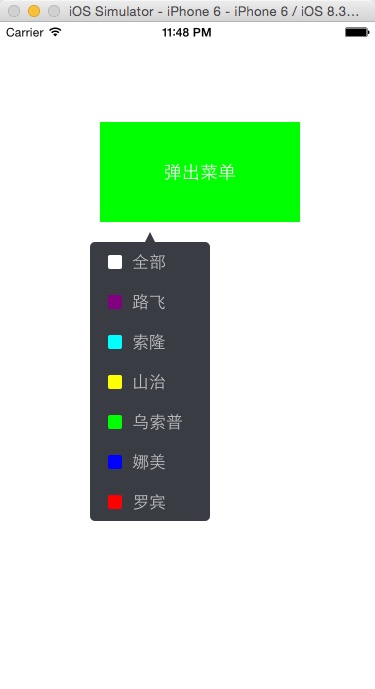 iOS Simulator - iPhone 6 - iPhone 6 / iOS 8.3...
Carrier 11:48 PM
弹出菜单
全部
路飞
索隆
山治
乌索普
娜美
罗宾